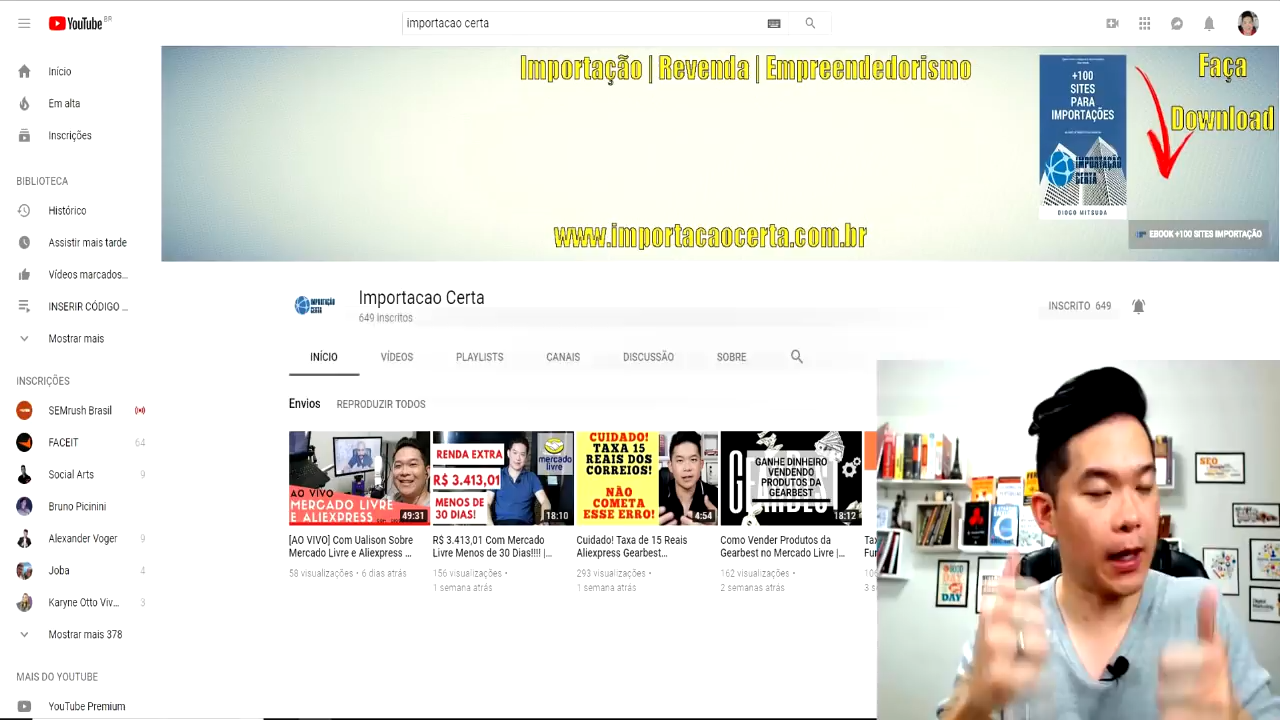 YouTube BR
importacao certa
Início
Em alta
Inscrições
BIBLIOTECA
Histórico
Assistir mais tarde
Vídeos marcados...
INSERIR CÓDIGO ...
Mostrar mais
INSCRIÇÕES
SEMrush Brasil
FACEIT 64
Social Arts 9
Bruno Picinini
Alexander Voger 9
Joba 4
Karyne Otto Viv... 3
Mostrar mais 378
MAIS DO YOUTUBE
YouTube Premium
Importação | Revenda | Empreendedorismo
www.importacaocerta.com.br
+100
SITES
PARA
IMPORTAÇÕES
IMPORTAÇÃO
CERTA
DIOGO MITSUDA
Faça
Download
EBOOK +100 SITES IMPORTAÇÃO
IMPORTAÇÃO
CERTA
Importacao Certa
649 inscritos
INSCRITO 649
INÍCIO VÍDEOS PLAYLISTS CANAIS DISCUSSÃO SOBRE
Envios REPRODUZIR TODOS
AO VIVO
MERCADO LIVRE
E ALIEXPRESS
49:31
[AO VIVO] Com Ualison Sobre
Mercado Livre e Aliexpress ...
58 visualizações • 6 dias atrás
RENDA EXTRA
R$ 3.413,01
MENOS DE
30 DIAS!
mercado
livre
18:10
R$ 3.413,01 Com Mercado
Livre Menos de 30 Dias!!!! |...
156 visualizações •
1 semana atrás
CUIDADO!
TAXA 15
REAIS DOS
CORREIOS!
NÃO
COMETA
ESSE ERRO!
4:54
Cuidado! Taxa de 15 Reais
Aliexpress Gearbest...
293 visualizações •
1 semana atrás
GANHE DINHEIRO
VENDENDO
PRODUTOS DA
GEARBEST
18:12
Como Vender Produtos da
Gearbest no Mercado Livre |...
162 visualizações •
2 semanas atrás
SEO
GOOD
DAY
Digital